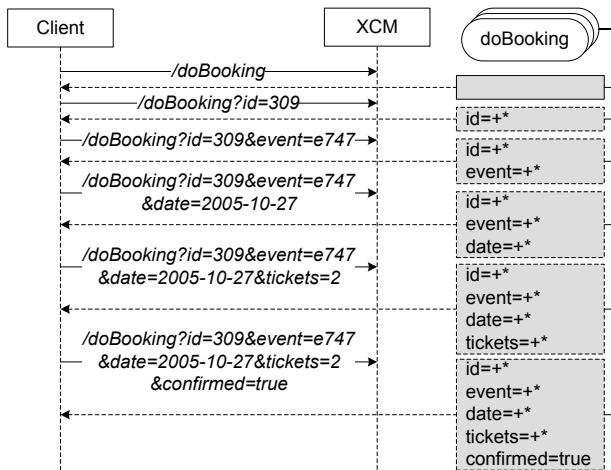 Client
XCM
doBooking
/doBooking
/doBooking?id=309
id=+*
/doBooking?id=309&event=e747
id=+*
event=+*
/doBooking?id=309&event=e747
&date=2005-10-27
id=+*
event=+*
date=+*
/doBooking?id=309&event=e747
&date=2005-10-27&tickets=2
id=+*
event=+*
date=+*
tickets=+*
/doBooking?id=309&event=e747
&date=2005-10-27&tickets=2
&confirmed=true
id=+*
event=+*
date=+*
tickets=+*
confirmed=true